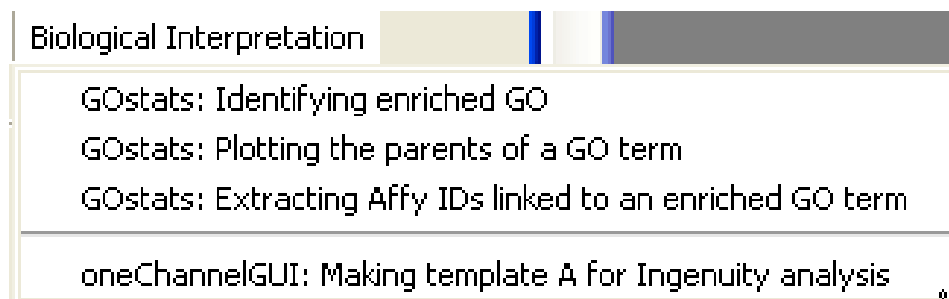 Biological Interpretation
GOstats: Identifying enriched GO
GOstats: Plotting the parents of a GO term
GOstats: Extracting Affy IDs linked to an enriched GO term
oneChannelGUI: Making template A for Ingenuity analysis